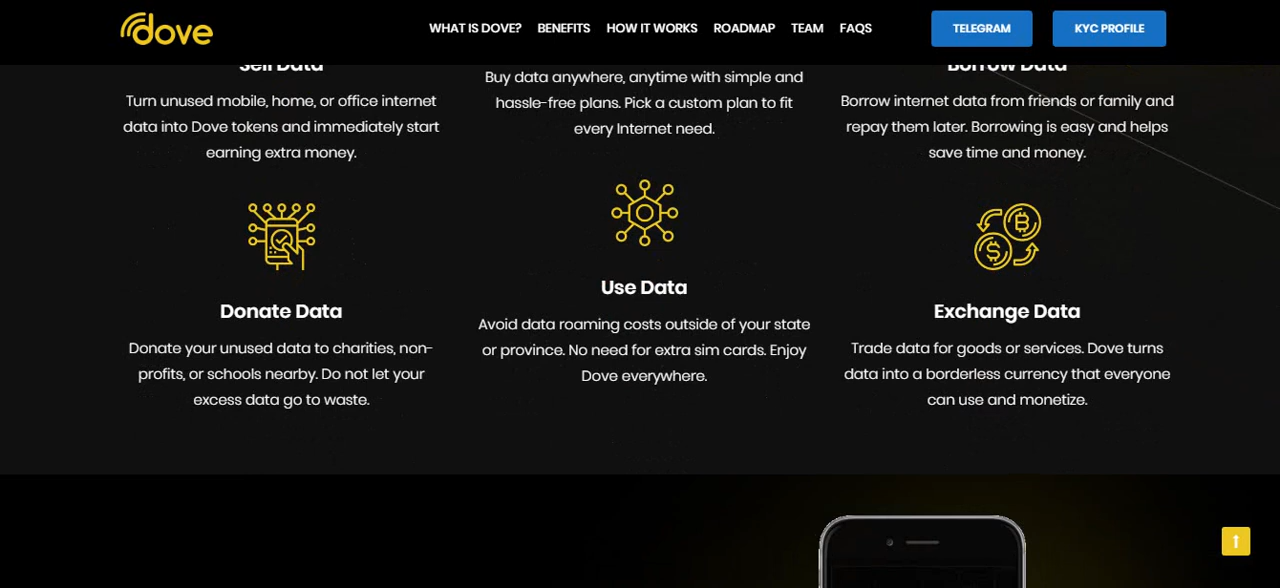 dove
WHAT IS DOVE?
BENEFITS
HOW IT WORKS
ROADMAP
TEAM
FAQS
TELEGRAM
KYC PROFILE
Sell Data
Turn unused mobile, home, or office internet
data into Dove tokens and immediately start
earning extra money.
Buy data anywhere, anytime with simple and
hassle-free plans. Pick a custom plan to fit
every Internet need.
Borrow Data
Borrow internet data from friends or family and
repay them later. Borrowing is easy and helps
save time and money.
Donate Data
Donate your unused data to charities, non-
profits, or schools nearby. Do not let your
excess data go to waste.
Use Data
Avoid data roaming costs outside of your state
or province. No need for extra sim cards. Enjoy
Dove everywhere.
Exchange Data
Trade data for goods or services. Dove turns
data into a borderless currency that everyone
can use and monetize.